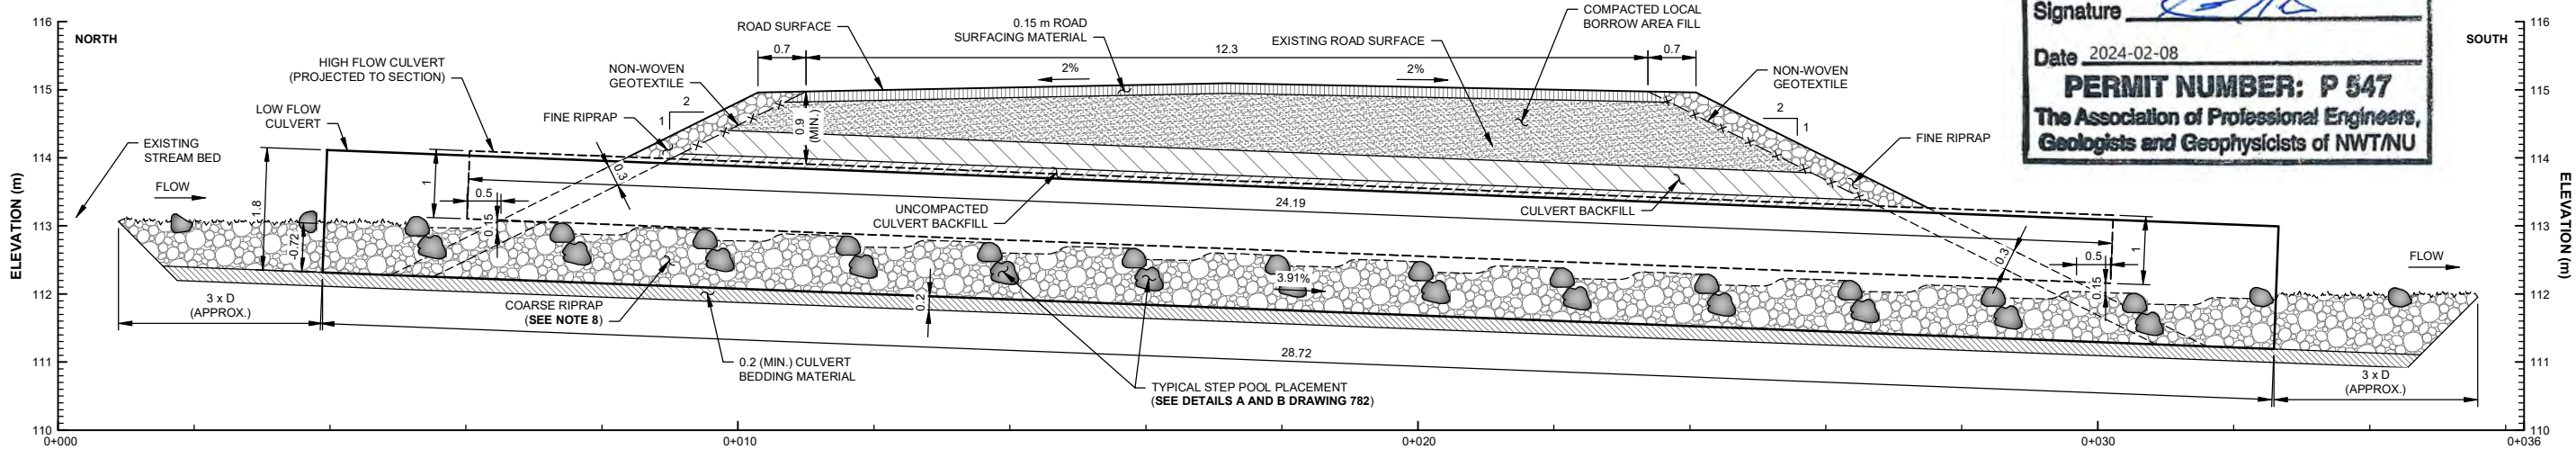 116
115
114
113
112
111
110
ELEVATION (m)
NORTH
EXISTING
STREAM BED
FLOW
LOW FLOW
CULVERT
HIGH FLOW CULVERT
(PROJECTED TO SECTION)
FINE RIPRAP
NON-WOVEN
GEOTEXTILE
ROAD SURFACE
0.15 m ROAD
SURFACING MATERIAL
EXISTING ROAD SURFACE
COMPACTED LOCAL
BORROW AREA FILL
NON-WOVEN
GEOTEXTILE
FINE RIPRAP
0.7
12.3
0.7
2%
2%
2
1
2
1
0.9
(MIN.)
0.3
1
1.8
0.5
0.15
-0.72
UNCOMPACTED
CULVERT BACKFILL
24.19
CULVERT BACKFILL
3.91%
0.2
0.3
0.5
0.15
1
FLOW
3 x D
(APPROX.)
COARSE RIPRAP
(SEE NOTE 8)
0.2 (MIN.) CULVERT
BEDDING MATERIAL
28.72
TYPICAL STEP POOL PLACEMENT
(SEE DETAILS A AND B DRAWING 782)
3 x D
(APPROX.)
0+000
0+010
0+020
0+030
0+036
SOUTH
116
115
114
113
112
111
110
ELEVATION (m)
Signature
Date 2024-02-08
PERMIT NUMBER: P 547
The Association of Professional Engineers,
Geologists and Geophysicists of NWT/NU